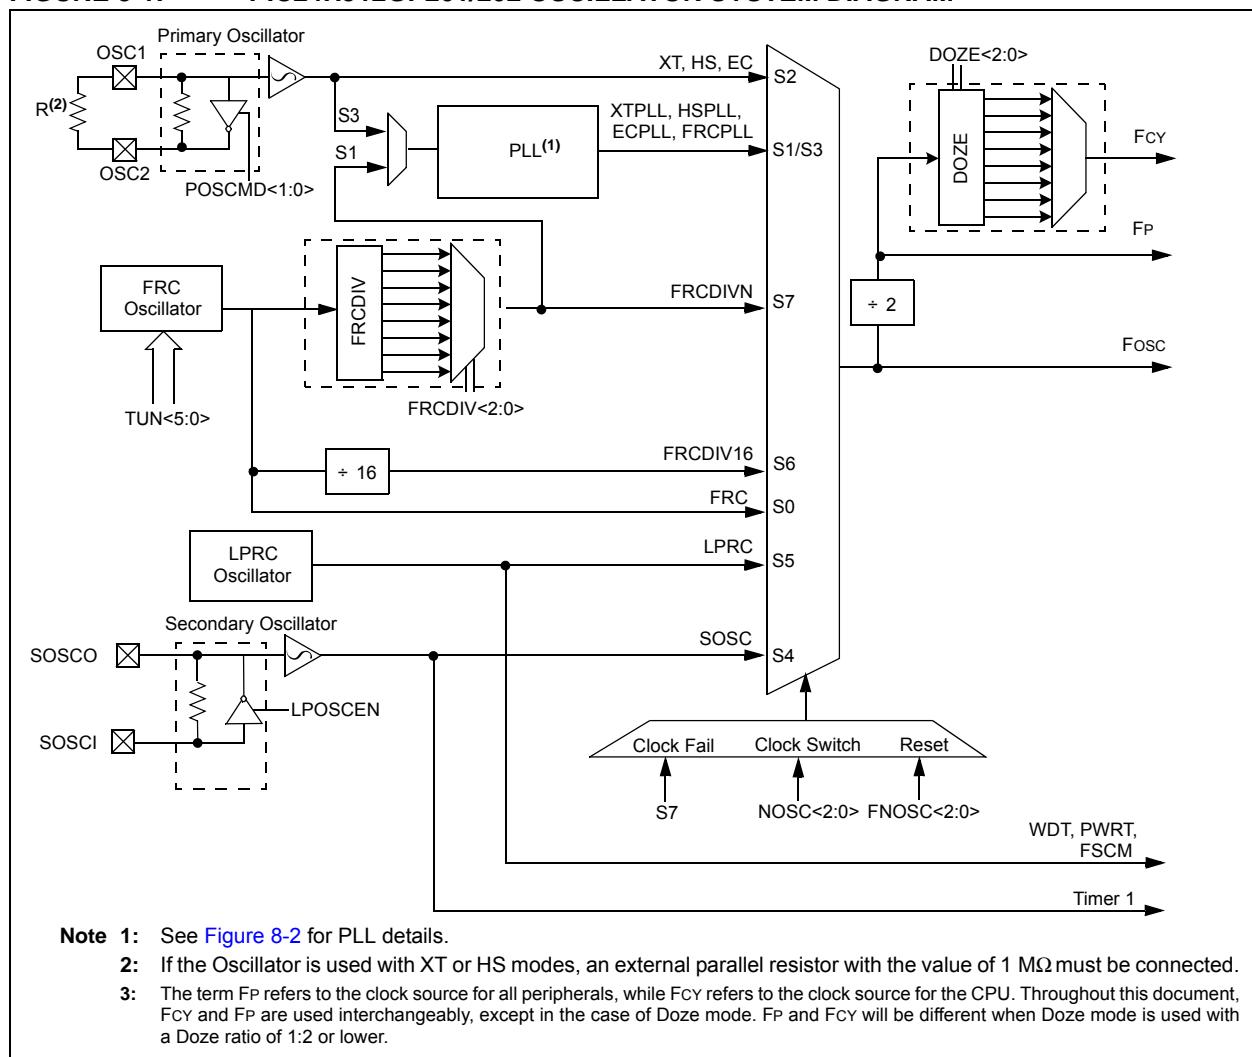 Primary Oscillator
OSC1
R(2)
OSC2
POSCMD<1:0>
S3
S1
PLL(1)
XT, HS, EC
S2
XTPLL, HSPLL,
ECPLL, FRCPLL
S1/S3
DOZE<2:0>
DOZE
FCY
FP
÷ 2
FOSC
FRC
Oscillator
TUN<5:0>
FRCDIV
FRCDIV<2:0>
FRCDIVN
S7
÷ 16
FRCDIV16
S6
FRC
S0
LPRC
Oscillator
LPRC
S5
Secondary Oscillator
SOSCO
SOSCI
LPOSCEN
SOSC
S4
Clock Fail
Clock Switch
Reset
S7
NOSC<2:0>
FNOSC<2:0>
WDT, PWRT,
FSCM
Timer 1
Note 1: See Figure 8-2 for PLL details.
2: If the Oscillator is used with XT or HS modes, an external parallel resistor with the value of 1 MΩ must be connected.
3: The term FP refers to the clock source for all peripherals, while FCY refers to the clock source for the CPU. Throughout this document,
FCY and FP are used interchangeably, except in the case of Doze mode. FP and FCY will be different when Doze mode is used with
a Doze ratio of 1:2 or lower.